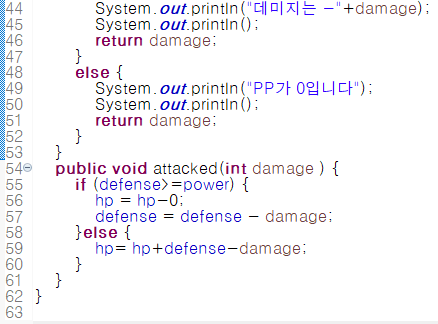 44 System.out.println("데미지는 -"+damage);
45 System.out.println();
46 return damage;
47 }
48 else {
49 System.out.println("PP가 0입니다");
50 System.out.println();
51 return damage;
52 }
53 }
54 public void attacked(int damage ) {
55 if (defense>=power) {
56 hp = hp-0;
57 defense = defense - damage;
58 }else {
59 hp= hp+defense-damage;
60 }
61 }
62 }
63